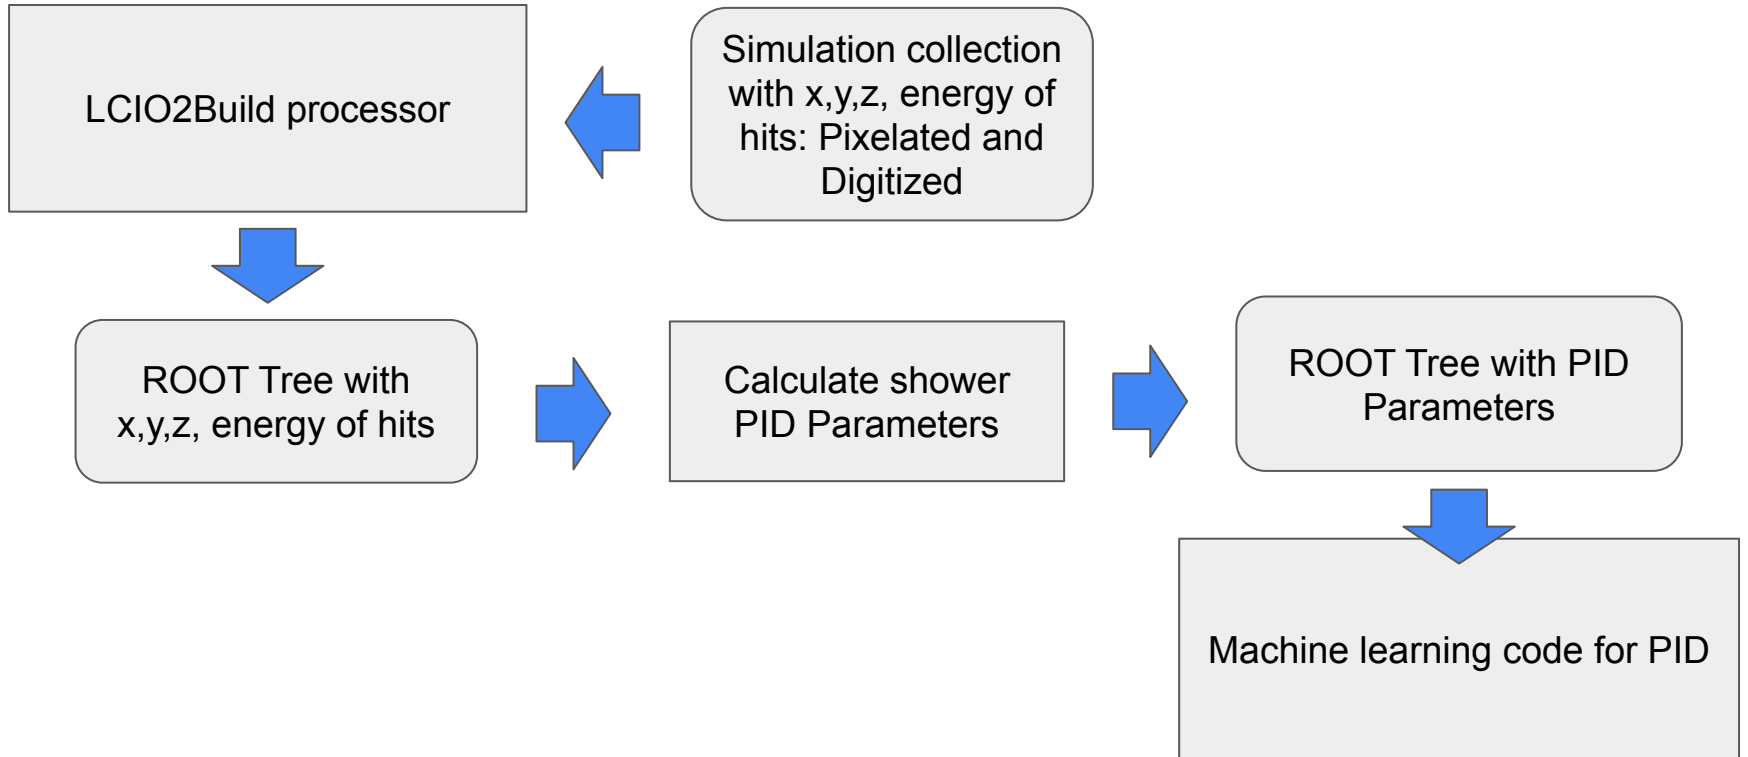 LCIO2Build processor
Simulation collection
with x,y,z, energy of
hits: Pixelated and
Digitized
ROOT Tree with
x,y,z, energy of hits
Calculate shower
PID Parameters
ROOT Tree with PID
Parameters
Machine learning code for PID